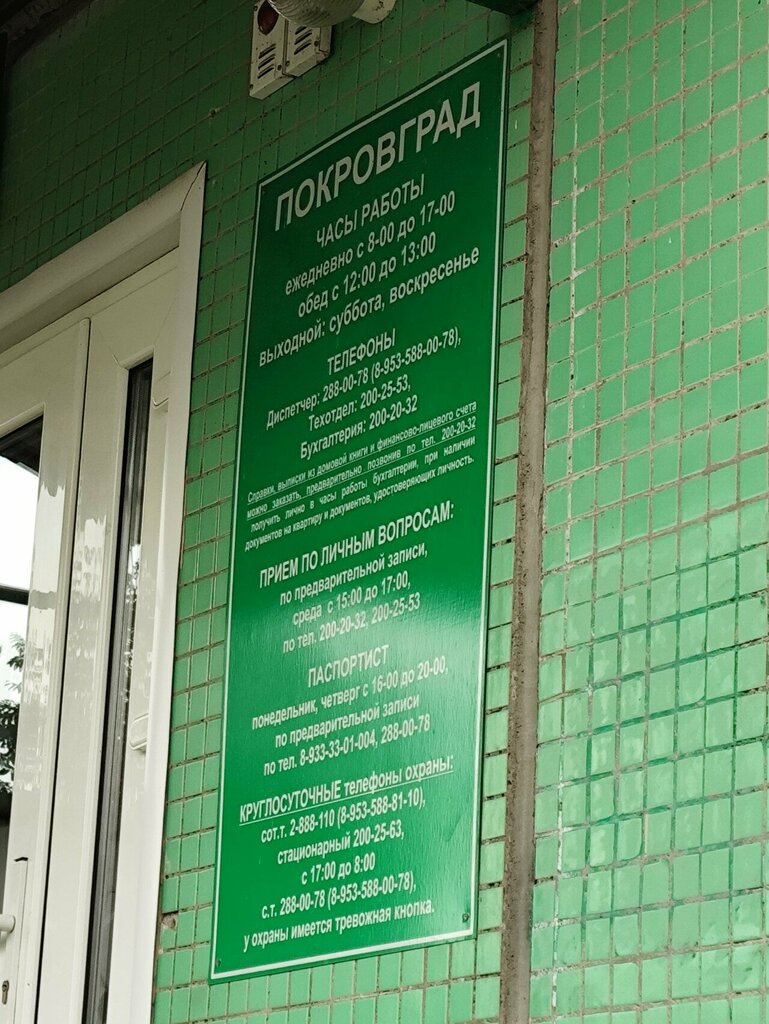 ПОКРОВГРАД
ЧАСЫ РАБОТЫ
ежедневно с 8-00 до 17-00
обед с 12:00 до 13:00
выходной: суббота, воскресенье
ТЕЛЕФОНЫ
Диспетчер: 288-00-78 (8-953-588-00-78),
Техотдел: 200-25-53,
Бухгалтерия: 200-20-32
Справки, выписки из домовой книги и финансово-лицевого счета
можно заказать, предварительно позвонив по тел. 200-20-32
получить лично в часы работы бухгалтерии, при наличии
документов на квартиру и документов, удостоверяющих личность.
ПРИЕМ ПО ЛИЧНЫМ ВОПРОСАМ:
по предварительной записи,
среда с 15:00 до 17:00,
по тел. 200-20-32, 200-25-53
ПАСПОРТИСТ
понедельник, четверг с 16-00 до 20-00,
по предварительной записи
по тел. 8-933-33-01-004, 288-00-78
КРУГЛОСУТОЧНЫЕ телефоны охраны:
сот.т. 2-888-110 (8-953-588-81-10),
стационарный 200-25-63,
с 17:00 до 8:00
с.т. 288-00-78 (8-953-588-00-78),
у охраны имеется тревожная кнопка.